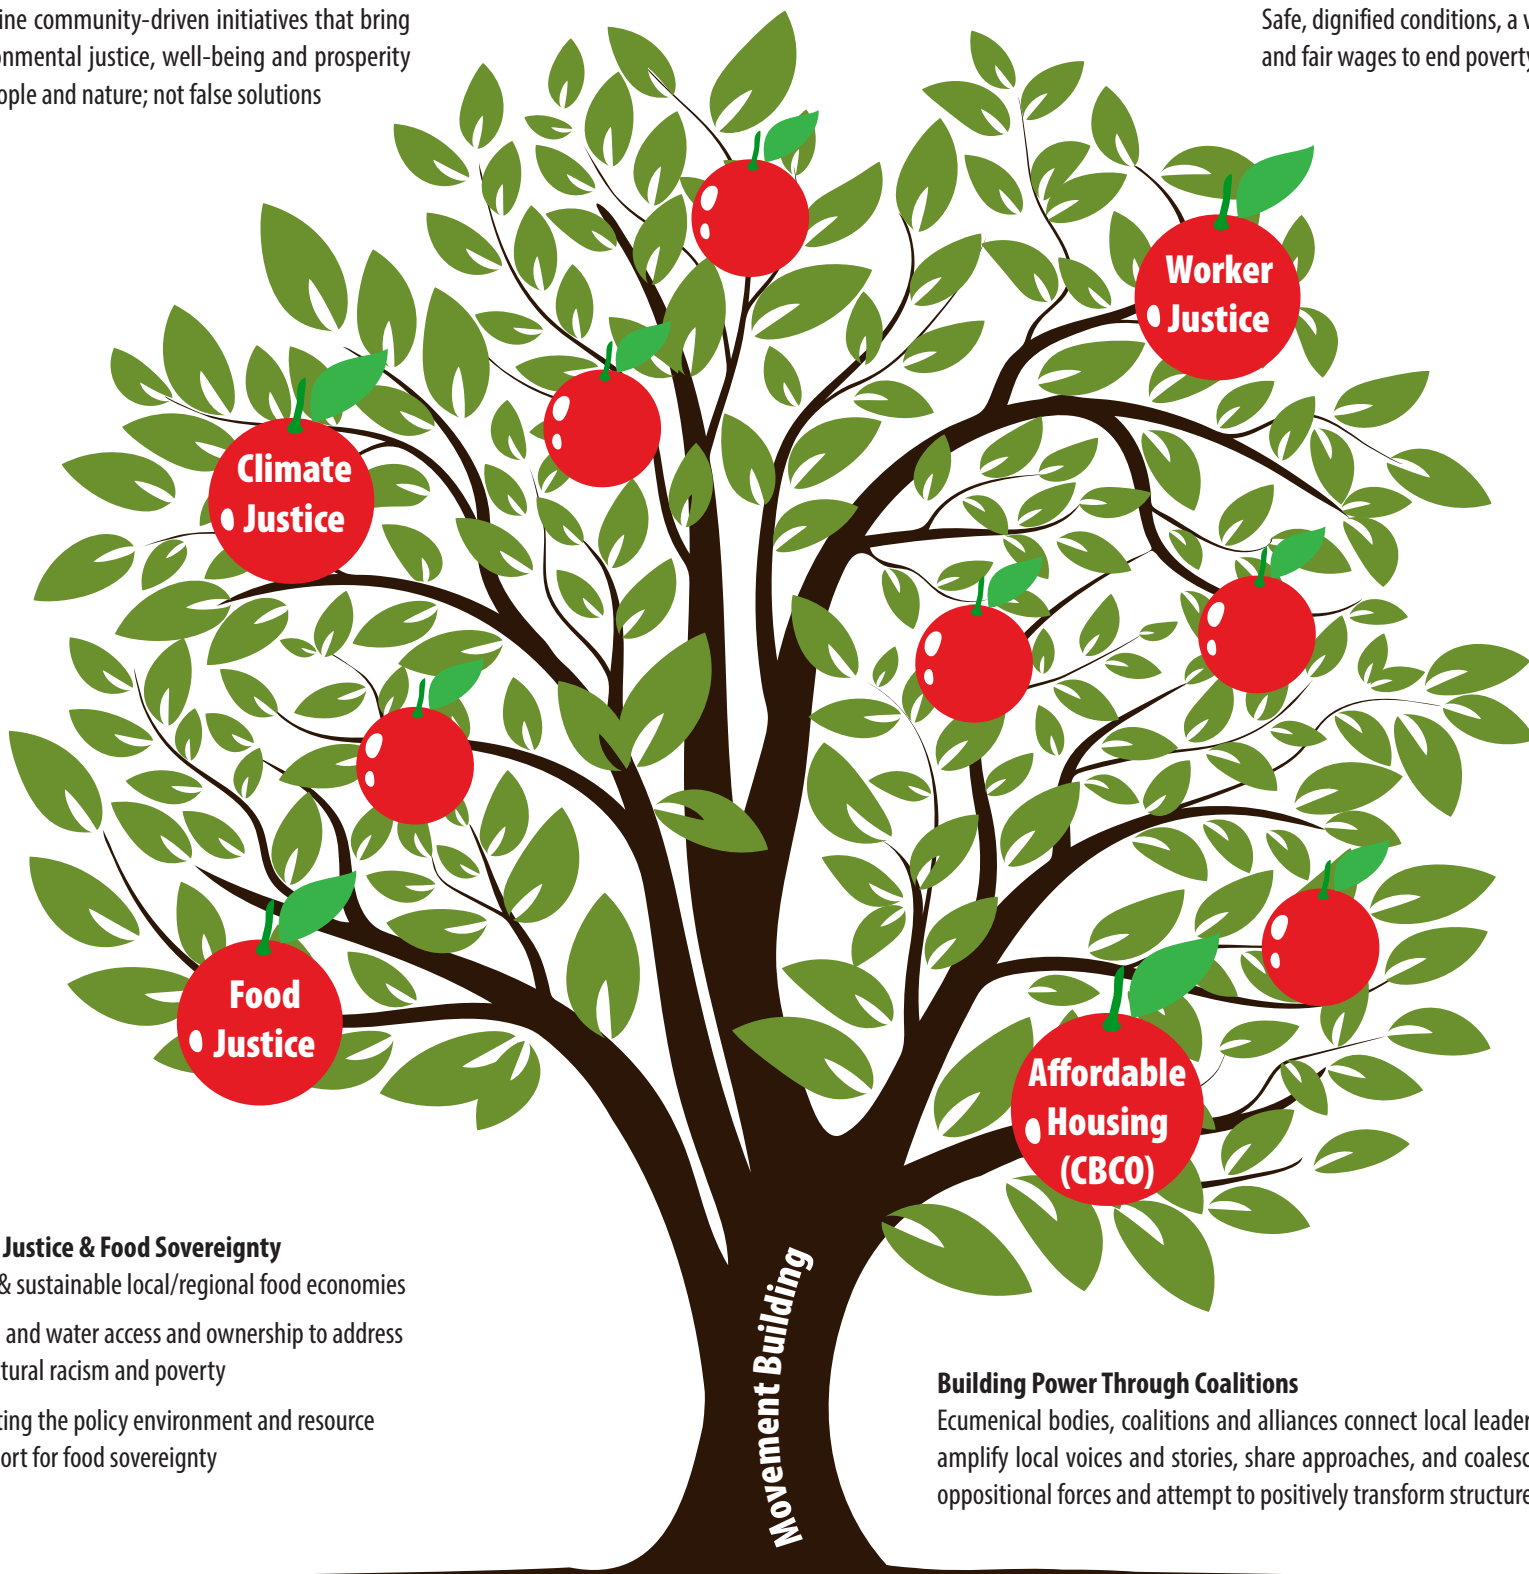 ine community-driven initiatives that bring
onmental justice, well-being and prosperity
ople and nature; not false solutions
Safe, dignified conditions, a v
and fair wages to end poverty
Worker
Justice
Climate
Justice
Food
Justice
Affordable
Housing
(CBCO)
Justice & Food Sovereignty
& sustainable local/regional food economies
and water access and ownership to address
ctural racism and poverty
ting the policy environment and resource
ort for food sovereignty
Movement Building
Building Power Through Coalitions
Ecumenical bodies, coalitions and alliances connect local leader
amplify local voices and stories, share approaches, and coalesc
oppositional forces and attempt to positively transform structure